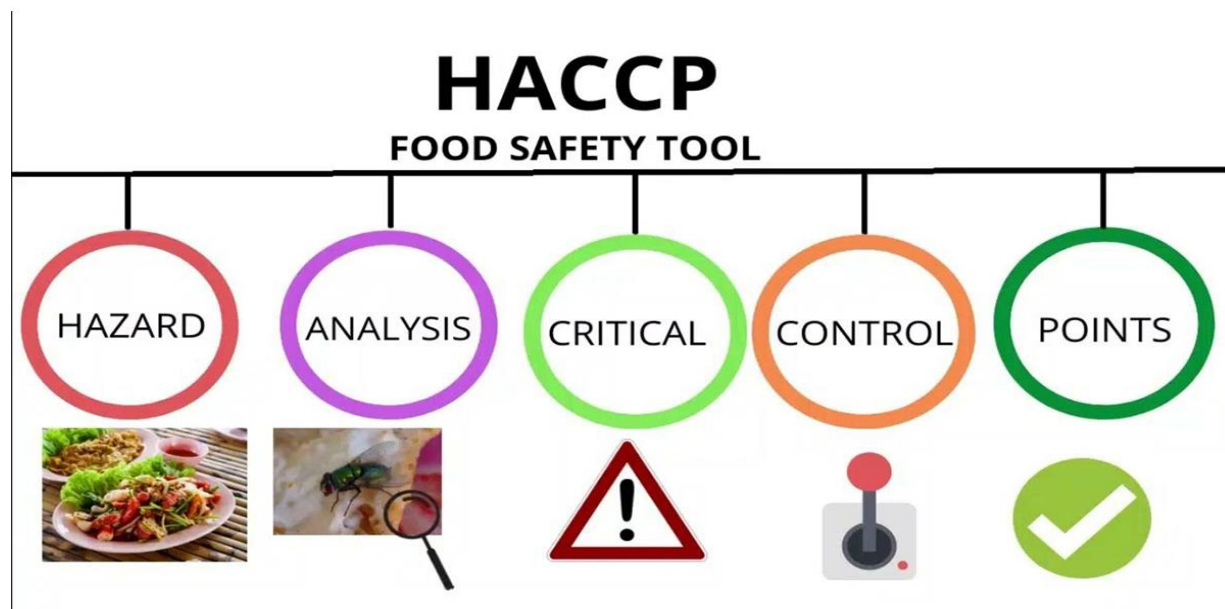 HACCP
FOOD SAFETY TOOL
HAZARD
ANALYSIS
CRITICAL
CONTROL
POINTS